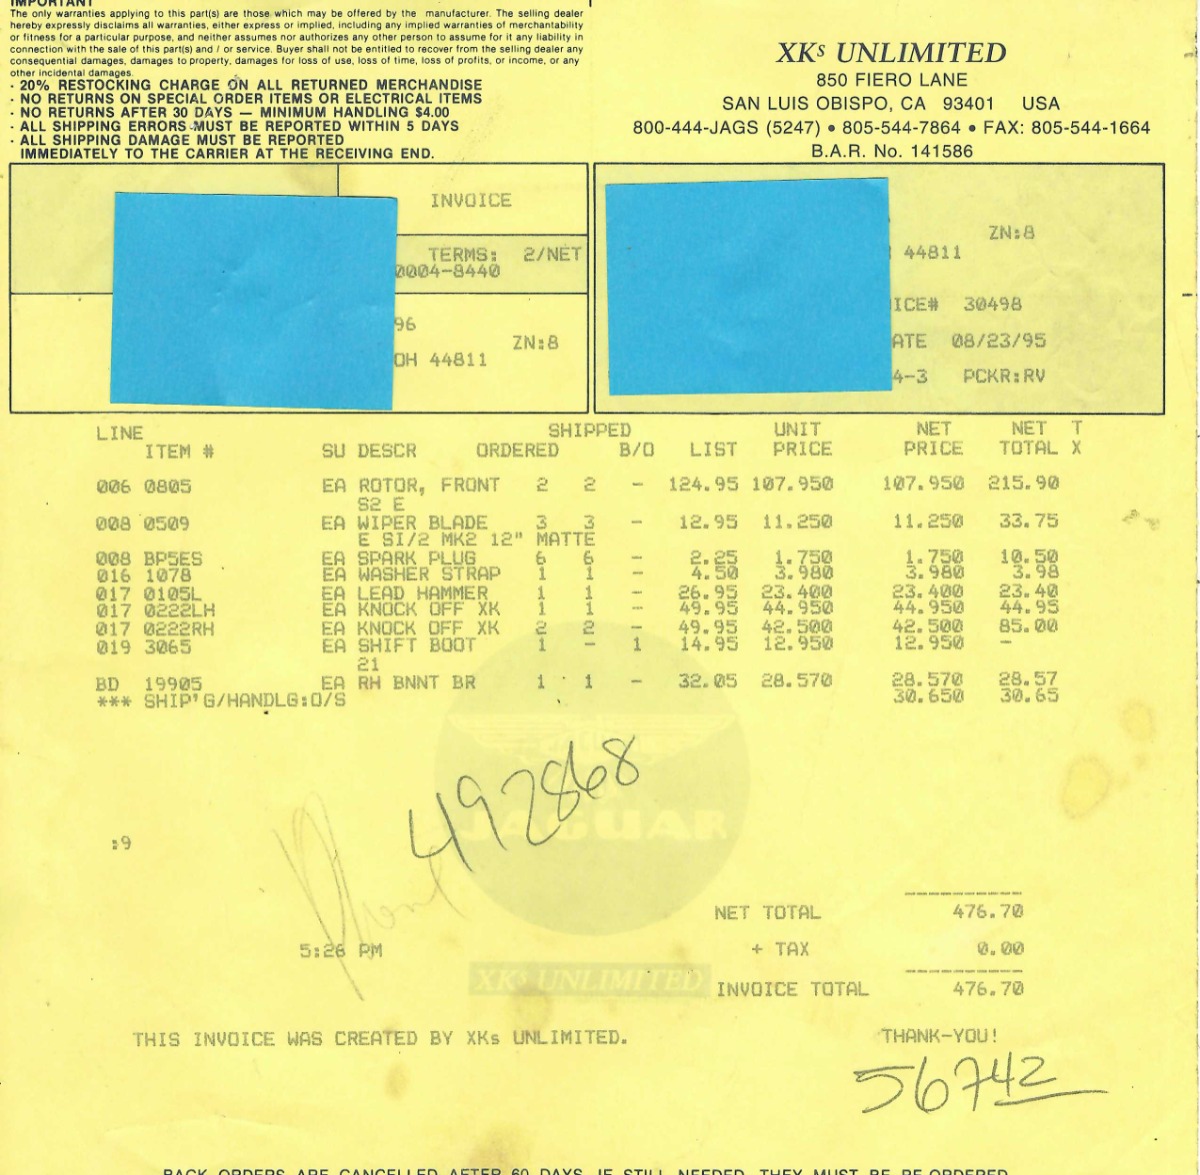 IMPORTANT
The only warranties applying to this part(s) are those which may be offered by the manufacturer. The selling dealer
hereby expressly disclaims all warranties, either express or implied, including any implied warranties of merchantability
or fitness for a particular purpose, and neither assumes nor authorizes any other person to assume for it any liability in
connection with the sale of this part(s) and / or service. Buyer shall not be entitled to recover from the selling dealer any
consequential damages, damages to property, damages for loss of use, loss of time, loss of profits, or income, or any
other incidental damages.
· 20% RESTOCKING CHARGE ON ALL RETURNED MERCHANDISE
· NO RETURNS ON SPECIAL ORDER ITEMS OR ELECTRICAL ITEMS
· NO RETURNS AFTER 30 DAYS — MINIMUM HANDLING $4.00
· ALL SHIPPING ERRORS MUST BE REPORTED WITHIN 5 DAYS
· ALL SHIPPING DAMAGE MUST BE REPORTED
IMMEDIATELY TO THE CARRIER AT THE RECEIVING END.
XKs UNLIMITED
850 FIERO LANE
SAN LUIS OBISPO, CA 93401 USA
800-444-JAGS (5247) • 805-544-7864 • FAX: 805-544-1664
B.A.R. No. 141586
INVOICE
TERMS: 2/NET
0004-8440
96
ZN:8
OH 44811
ZN:8
44811
ICE# 30498
ATE 08/23/95
4-3 PCKR:RV
LINE SHIPPED UNIT NET NET T
ITEM # SU DESCR ORDERED B/O LIST PRICE PRICE TOTAL X
006 0805 EA ROTOR, FRONT 2 2 - 124.95 107.950 107.950 215.90
S2 E
008 0509 EA WIPER BLADE 3 3 - 12.95 11.250 11.250 33.75
E SI/2 MK2 12" MATTE
008 BP5ES EA SPARK PLUG 6 6 - 2.25 1.750 1.750 10.50
016 1078 EA WASHER STRAP 1 1 - 4.50 3.980 3.980 3.98
017 0105L EA LEAD HAMMER 1 1 - 26.95 23.400 23.400 23.40
017 0222LH EA KNOCK OFF XK 1 1 - 49.95 44.950 44.950 44.95
017 0222RH EA KNOCK OFF XK 2 2 - 49.95 42.500 42.500 85.00
019 3065 EA SHIFT BOOT 1 - 1 14.95 12.950 12.950 -
21
BD 19905 EA RH BNNT BR 1 1 - 32.05 28.570 28.570 28.57
*** SHIP'G/HANDLG:O/S 30.650 30.65
492868
JAGUAR
:9
NET TOTAL 476.70
5:26 PM
+ TAX 0.00
XKs UNLIMITED
INVOICE TOTAL 476.70
THIS INVOICE WAS CREATED BY XKs UNLIMITED.
THANK-YOU!
56742
BACK ORDERS ARE CANCELLED AFTER 60 DAYS. IF STILL NEEDED, THEY MUST BE RE-ORDERED